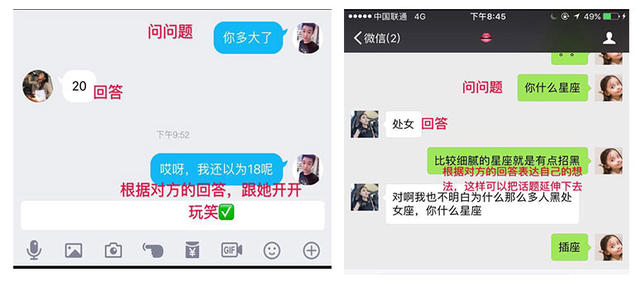 问问题
你多大了
20
回答
下午9:52
哎呀，我还以为18呢
根据对方的回答，跟她开开
玩笑✅
GIF
中国联通 4G
下午8:45
49%
微信(2)
。。
问问题
你什么星座
处女
回答
比较细腻的星座就是有点招黑
根据对方的回答表达自己的想
法，这样可以把话题延伸下去
对啊我也不明白为什么那么多人黑处
女座，你什么星座
插座